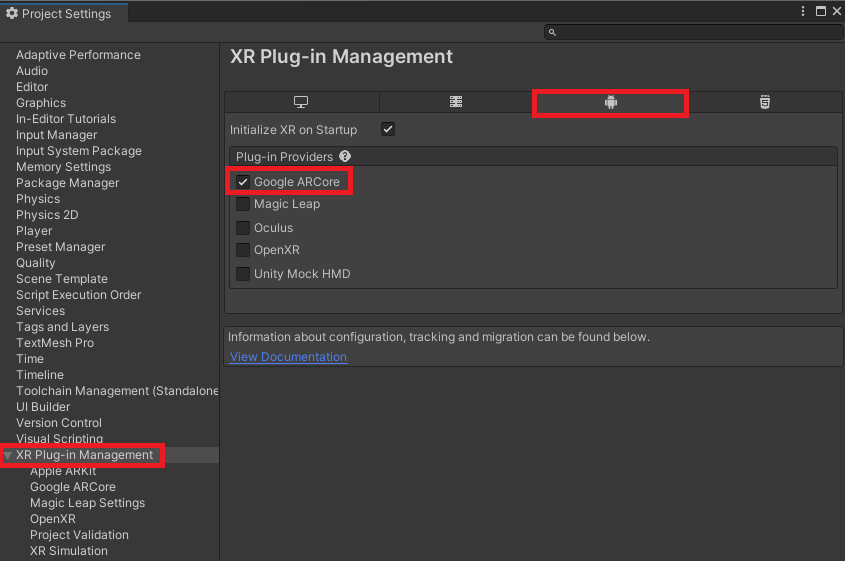 Project Settings
Adaptive Performance
Audio
Editor
Graphics
In-Editor Tutorials
Input Manager
Input System Package
Memory Settings
Package Manager
Physics
Physics 2D
Player
Preset Manager
Quality
Scene Template
Script Execution Order
Services
Tags and Layers
TextMesh Pro
Time
Timeline
Toolchain Management (Standalone
UI Builder
Version Control
Visual Scripting
XR Plug-in Management
Apple ARKit
Google ARCore
Magic Leap Settings
OpenXR
Project Validation
XR Simulation
XR Plug-in Management
Initialize XR on Startup
Plug-in Providers
Google ARCore
Magic Leap
Oculus
OpenXR
Unity Mock HMD
Information about configuration, tracking and migration can be found below.
View Documentation